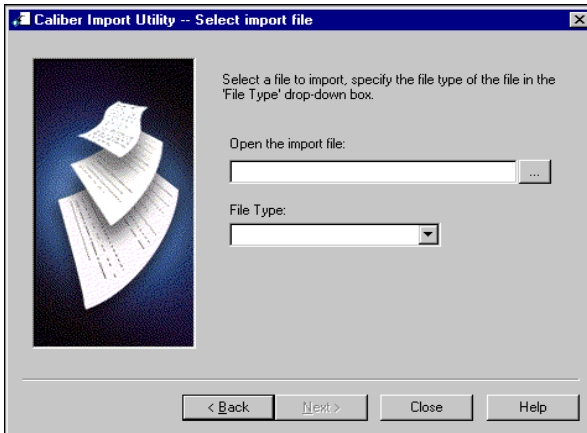 Caliber Import Utility -- Select import file
Select a file to import, specify the file type of the file in the
'File Type' drop-down box.
Open the import file:
...
File Type:
< Back
Next >
Close
Help